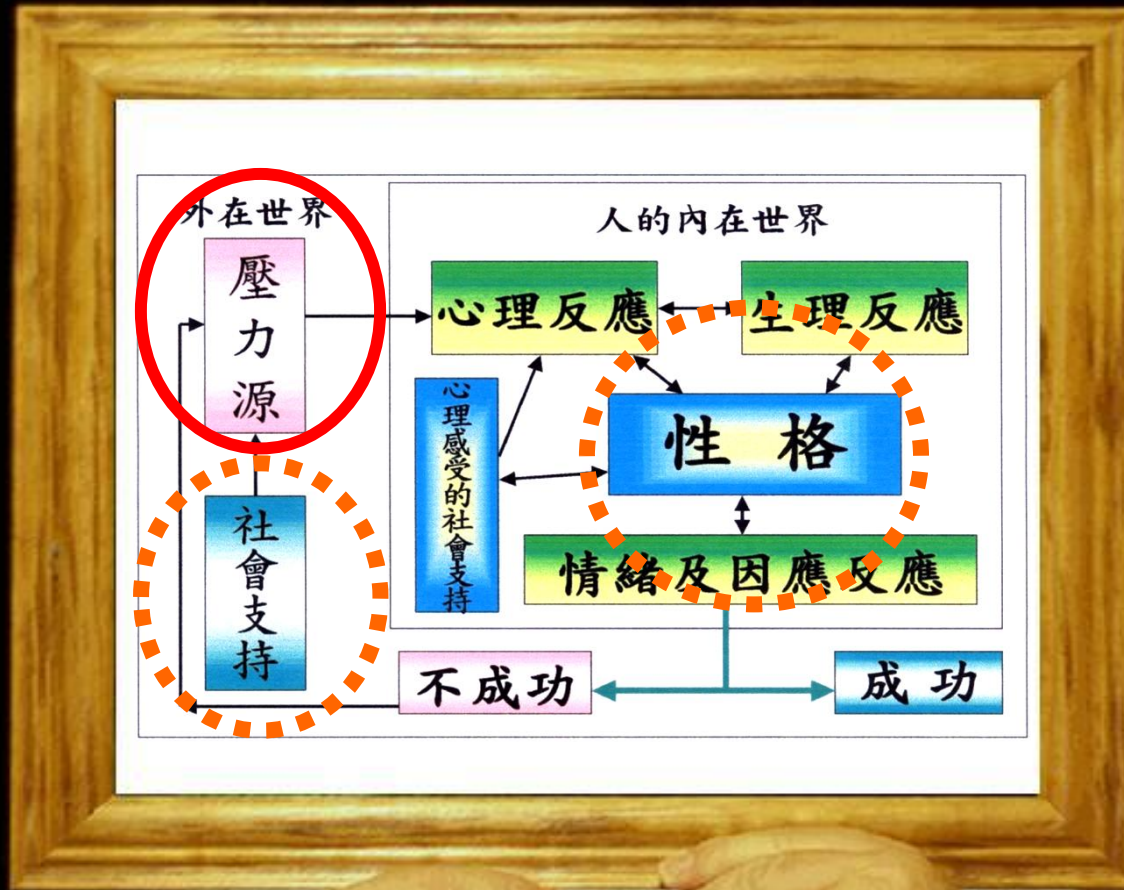 外在世界
壓力源
社會支持
人的內在世界
心理反應
生理反應
心理感受的社會支持
性格
情緒及因應反應
不成功
成功